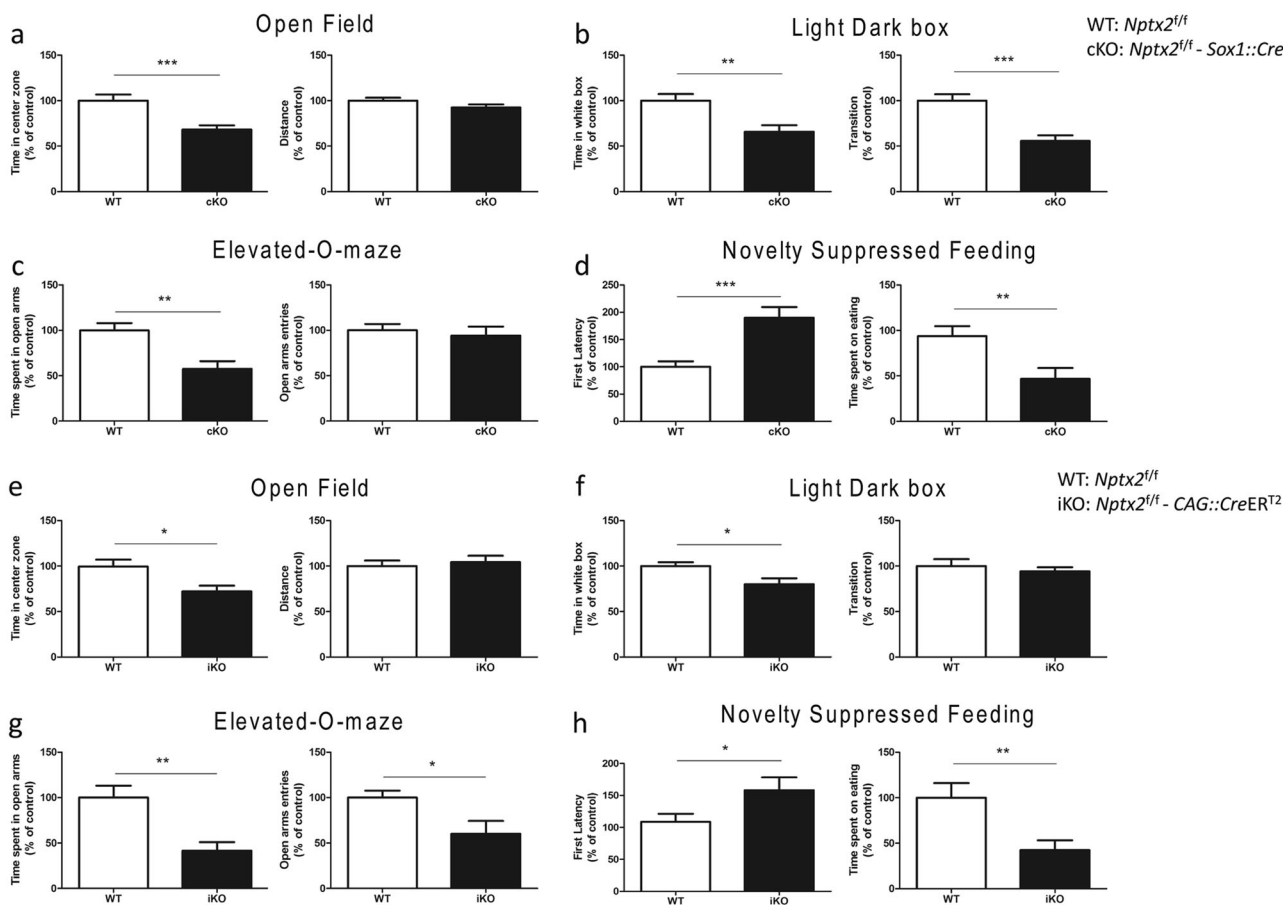 a
Open Field
Time in center zone
(% of control)
150
100
50
0
***
WT
cKO
Distance
(% of control)
150
100
50
0
WT
cKO
b
Light Dark box
WT: Nptx2f/f
cKO: Nptx2f/f - Sox1::Cre
Time in white box
(% of control)
150
100
50
0
**
WT
cKO
Transition
(% of control)
150
100
50
0
***
WT
cKO
c
Elevated-O-maze
Time spent in open arms
(% of control)
150
100
50
0
**
WT
cKO
Open arms entries
(% of control)
150
100
50
0
WT
cKO
d
Novelty Suppressed Feeding
First Latency
(% of control)
250
200
150
100
50
0
***
WT
cKO
Time spent on eating
(% of control)
150
100
50
0
**
WT
cKO
e
Open Field
Time in center zone
(% of control)
150
100
50
0
*
WT
iKO
Distance
(% of control)
150
100
50
0
WT
iKO
f
Light Dark box
WT: Nptx2f/f
iKO: Nptx2f/f - CAG::CreERT2
Time in white box
(% of control)
150
100
50
0
*
WT
iKO
Transition
(% of control)
150
100
50
0
WT
iKO
g
Elevated-O-maze
Time spent in open arms
(% of control)
150
100
50
0
**
WT
iKO
Open arms entries
(% of control)
150
100
50
0
*
WT
iKO
h
Novelty Suppressed Feeding
First Latency
(% of control)
200
150
100
50
0
*
WT
iKO
Time spent on eating
(% of control)
150
100
50
0
**
WT
iKO